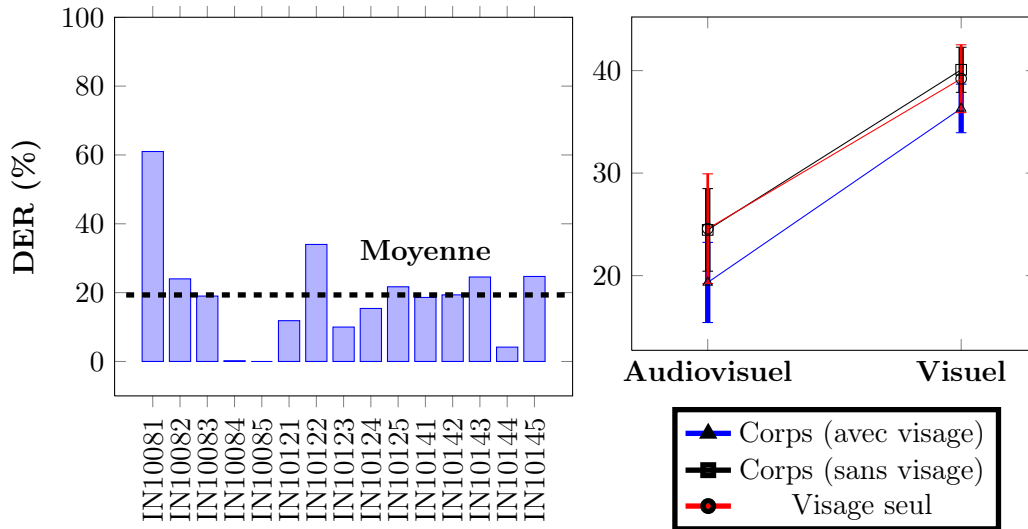 DER (%)
100
80
60
40
20
0
Moyenne
IN10081
IN10082
IN10083
IN10084
IN10085
IN10121
IN10122
IN10123
IN10124
IN10125
IN10141
IN10142
IN10143
IN10144
IN10145
40
30
20
Audiovisuel Visuel
Corps (avec visage)
Corps (sans visage)
Visage seul